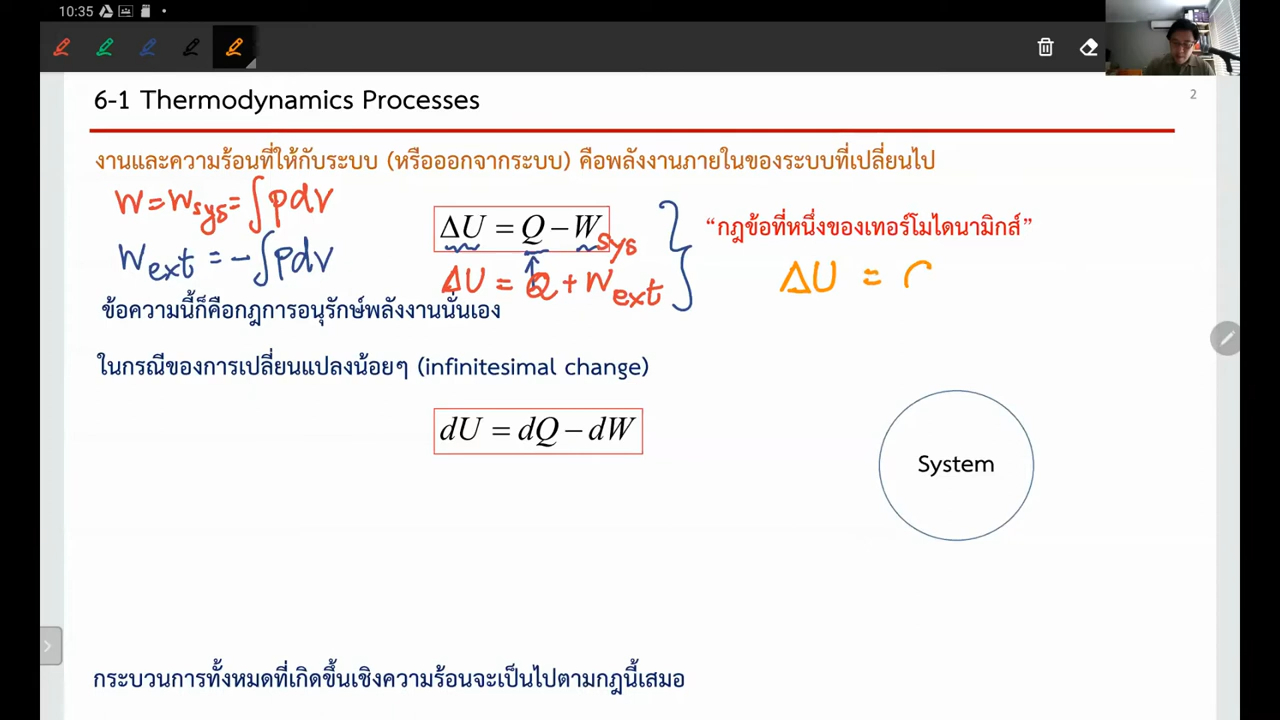 10:35
6-1 Thermodynamics Processes
2
งานและความร้อนที่ให้กับระบบ (หรือออกจากระบบ) คือพลังงานภายในของระบบที่เปลี่ยนไป
W = W sys = ∫pdV
ΔU = Q − W sys
"กฎข้อที่หนึ่งของเทอร์โมไดนามิกส์"
W ext = −∫pdV
ΔU = Q + W ext
ΔU =
ข้อความนี้ก็คือกฎการอนุรักษ์พลังงานนั่นเอง
ในกรณีของการเปลี่ยนแปลงน้อยๆ (infinitesimal change)
dU = dQ − dW
System
กระบวนการทั้งหมดที่เกิดขึ้นเชิงความร้อนจะเป็นไปตามกฎนี้เสมอ